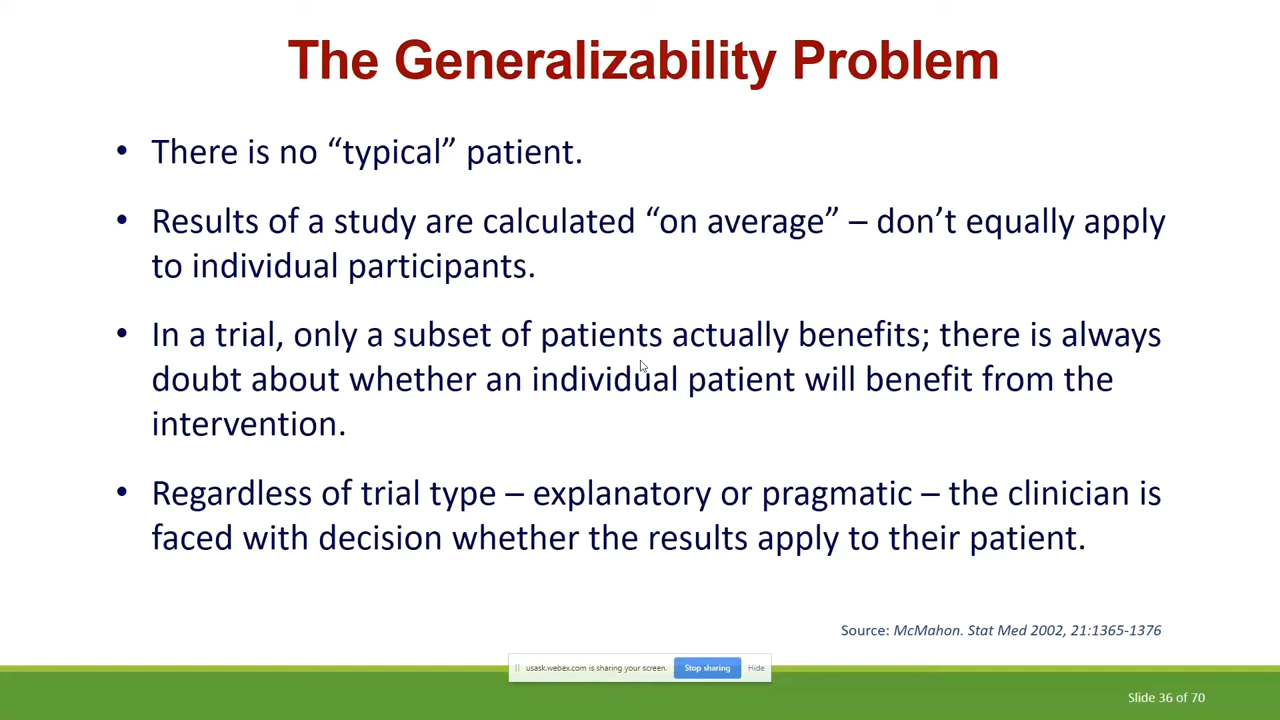 The Generalizability Problem
• There is no “typical” patient.
• Results of a study are calculated “on average” – don’t equally apply
to individual participants.
• In a trial, only a subset of patients actually benefits; there is always
doubt about whether an individual patient will benefit from the
intervention.
• Regardless of trial type – explanatory or pragmatic – the clinician is
faced with decision whether the results apply to their patient.
Source: McMahon. Stat Med 2002, 21:1365-1376
usask.webex.com is sharing your screen. Stop sharing Hide
Slide 36 of 70